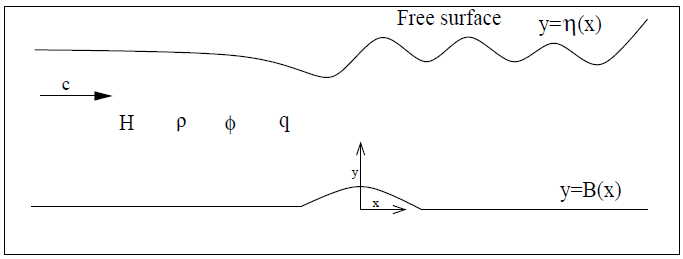 Free surface
y=η(x)
c
H ρ ϕ q
y
x
y=B(x)